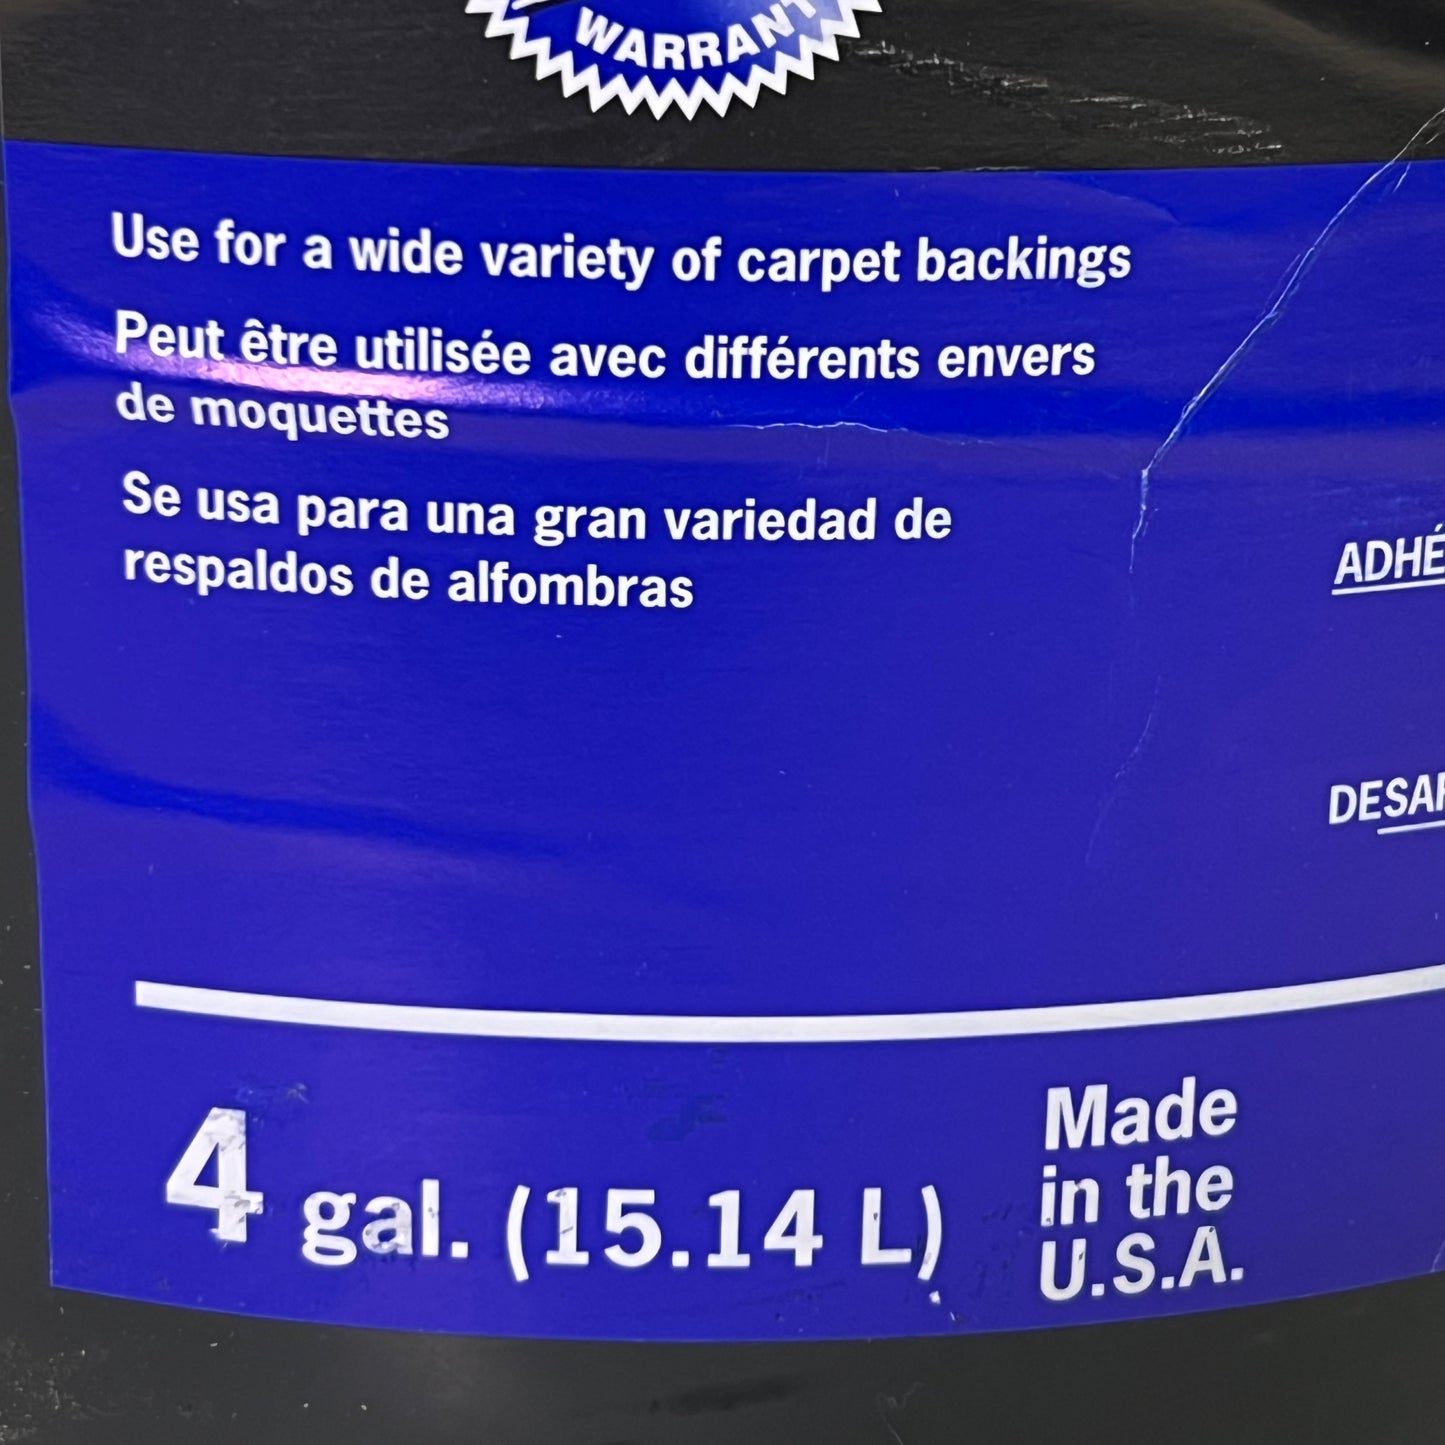 WARRANT
Use for a wide variety of carpet backings
Peut être utilisée avec différents envers
de moquettes
Se usa para una gran variedad de
respaldos de alfombras
ADHÉ
DESAR
4 gal. (15.14 L)
Made
in the
U.S.A.